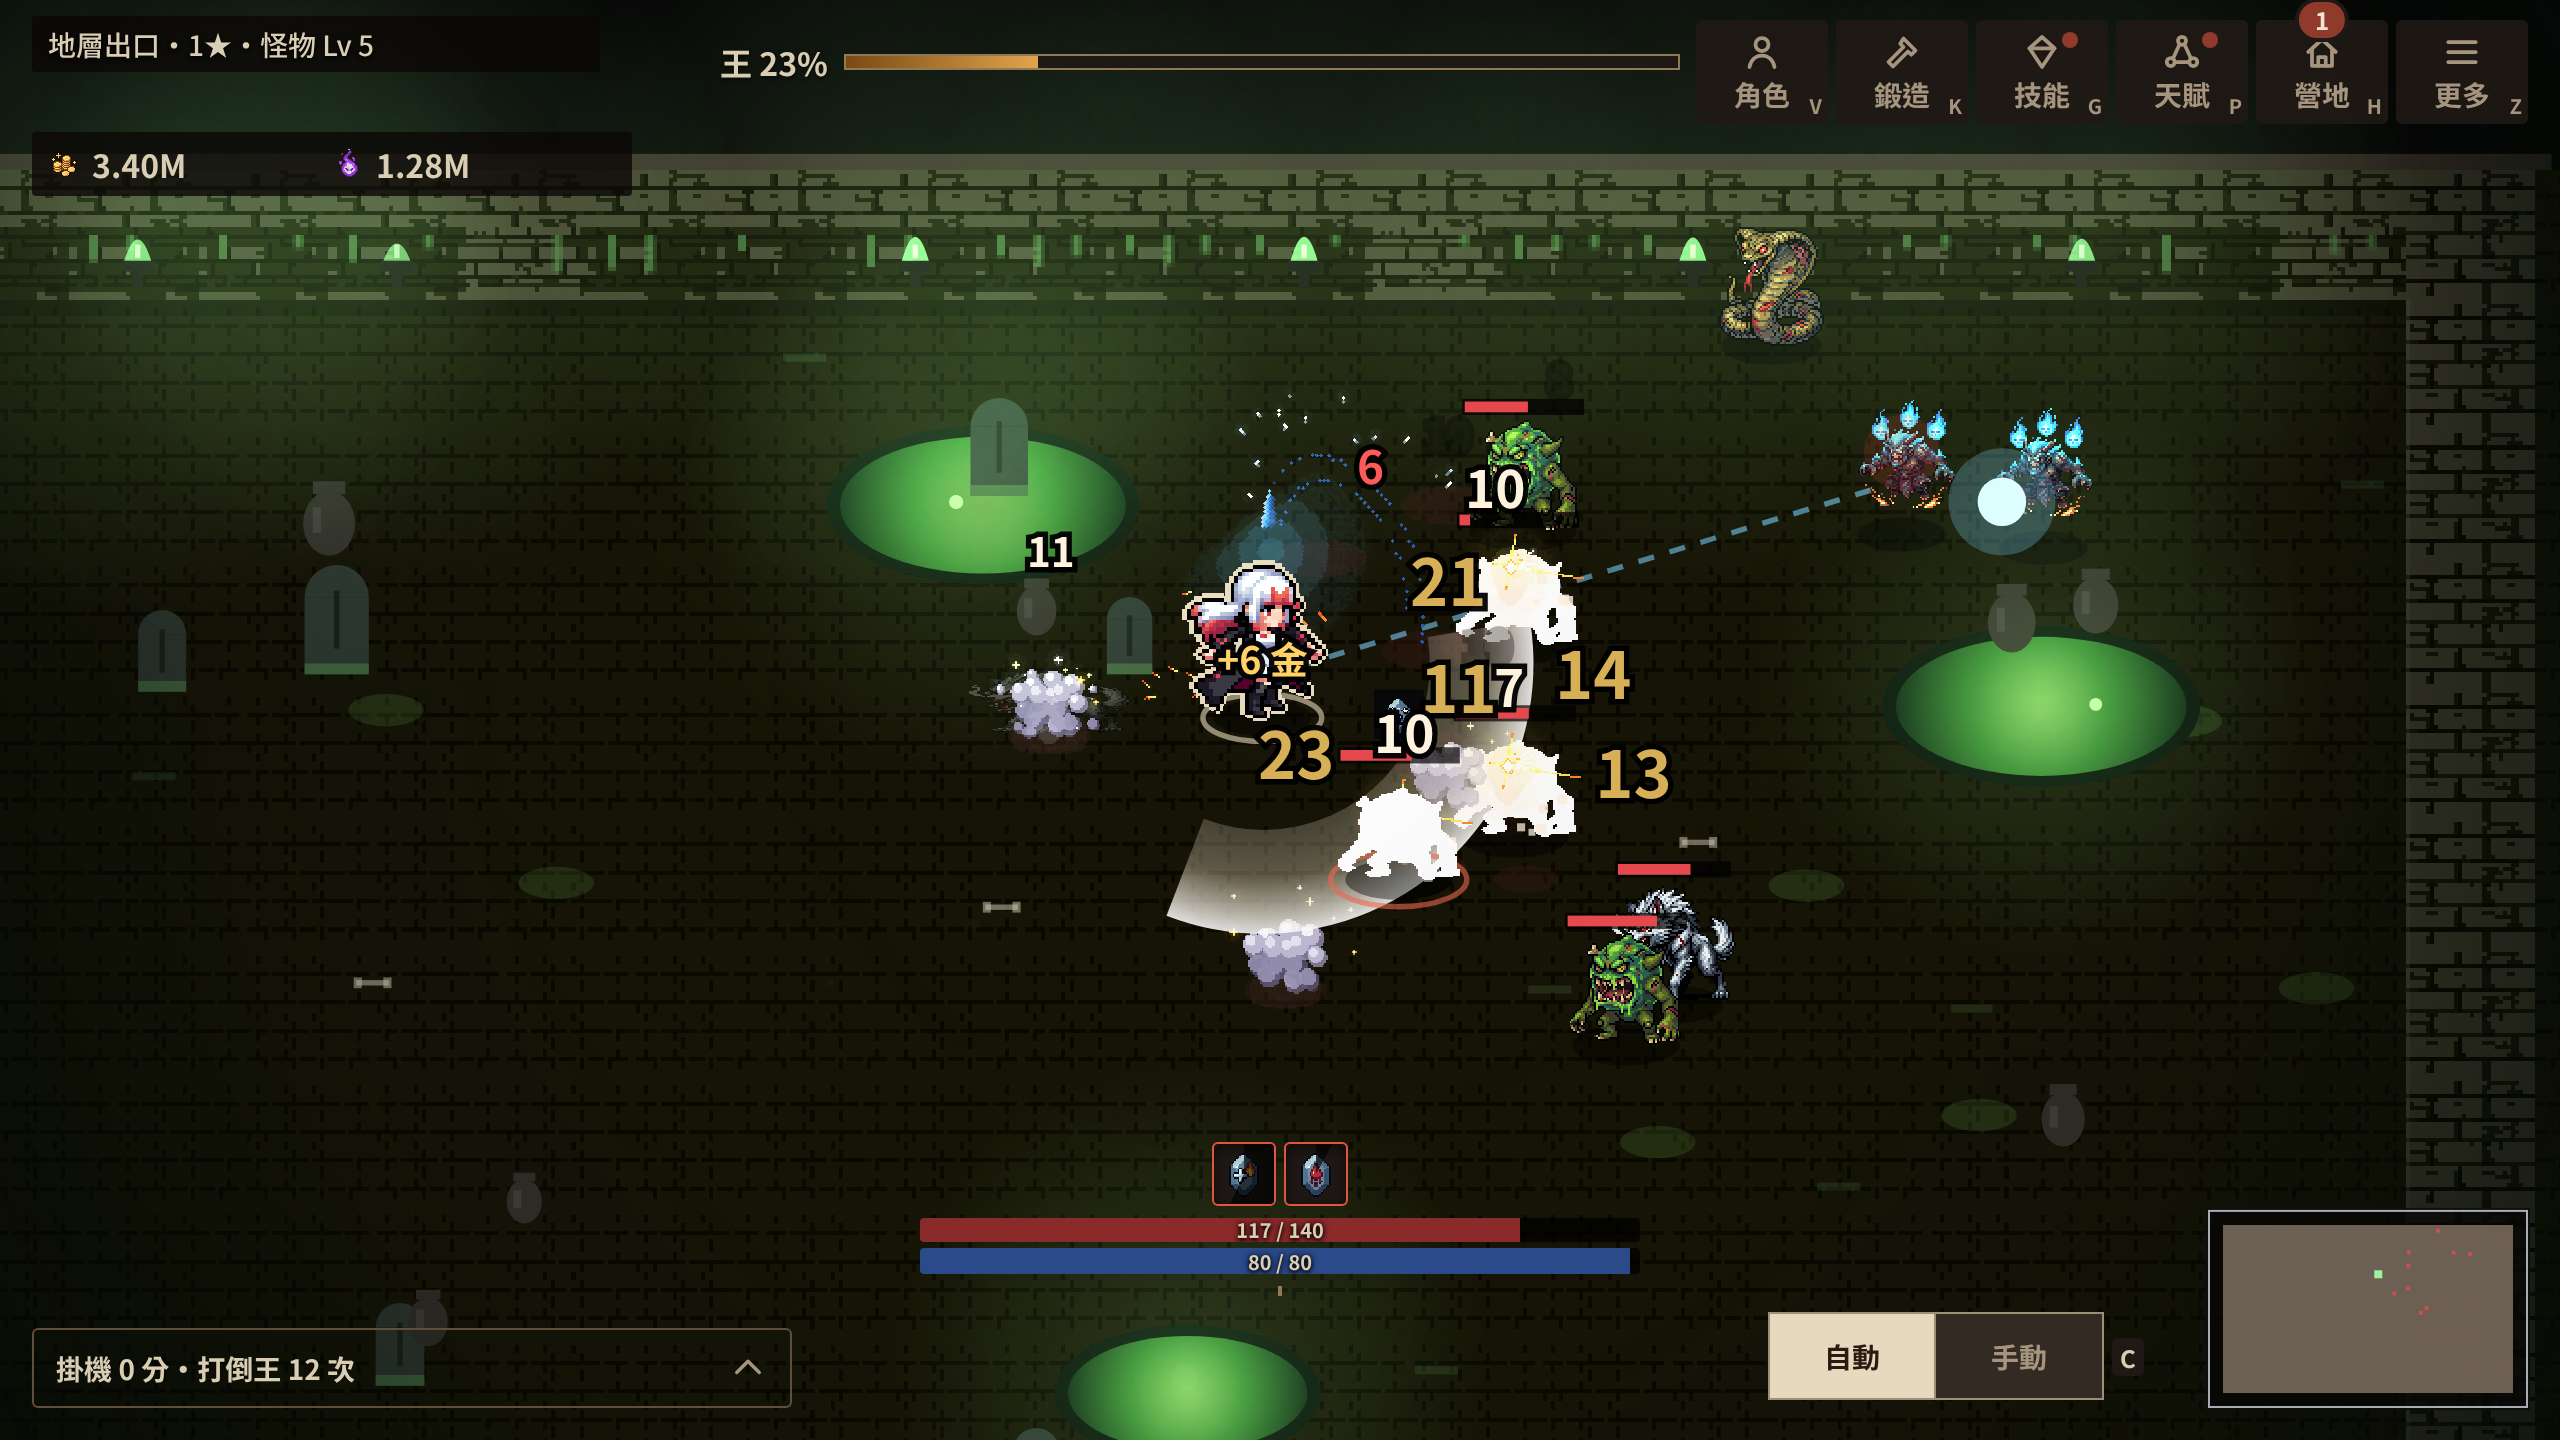 地層出口・1★・怪物 Lv 5
王 23%
1
角色 V
鍛造 K
技能 G
天賦 P
營地 H
更多 Z
3.40M
1.28M
6
10
11
21
+6 金
117
14
10
23
13
117 / 140
80 / 80
掛機 0 分・打倒王 12 次
自動
手動
C